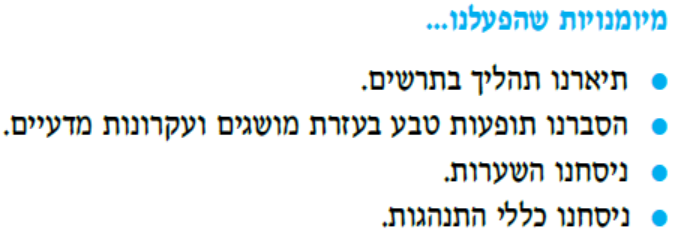 מיומנויות שהפעלנו...
● תיארנו תהליך בתרשים.
● הסברנו תופעות טבע בעזרת מושגים ועקרונות מדעיים.
● ניסחנו השערות.
● ניסחנו כללי התנהגות.